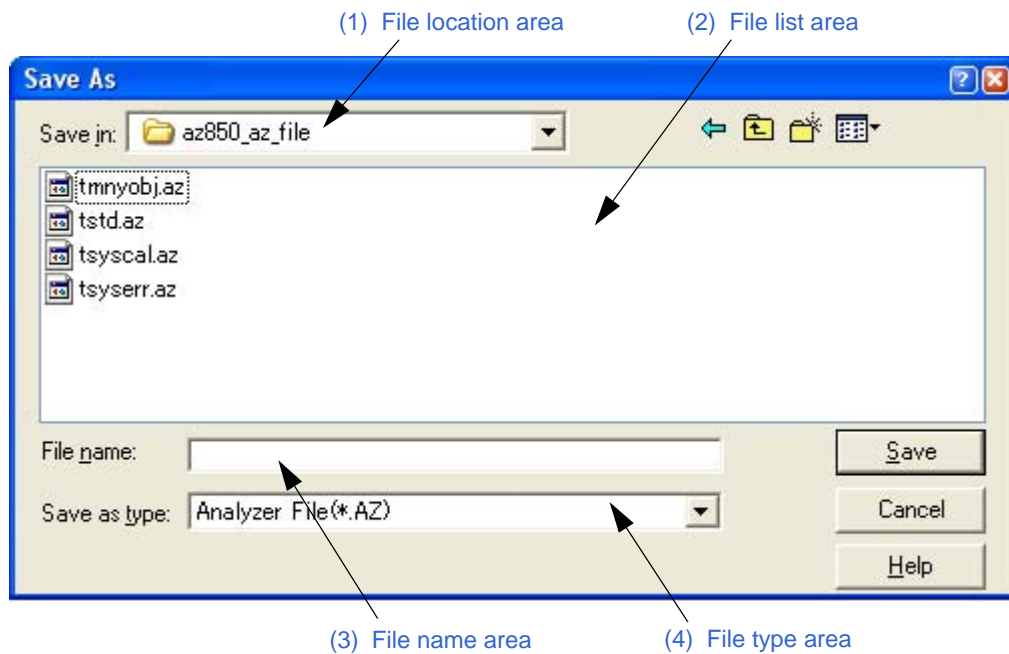 (1) File location area
(2) File list area
Save As
Save in: az850_az_file
tmnyobj.az
tstd.az
tsyscal.az
tsyserr.az
File name:
Save
Save as type: Analyzer File(*.AZ)
Cancel
Help
(3) File name area
(4) File type area